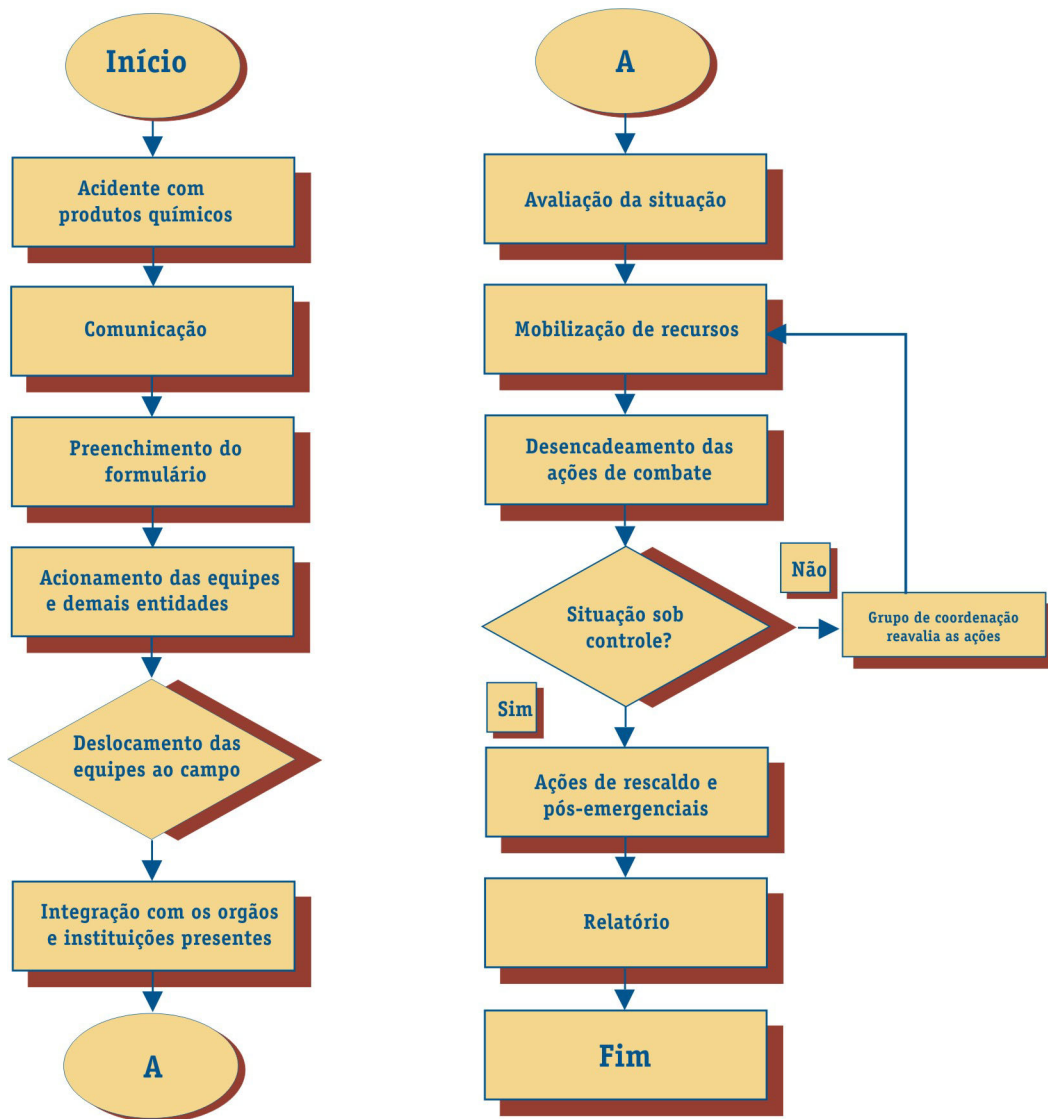 Início
Acidente com
produtos químicos
Comunicação
Preenchimento do
formulário
Acionamento das equipes
e demais entidades
Deslocamento das
equipes ao campo
Integração com os orgãos
e instituições presentes
A
A
Avaliação da situação
Mobilização de recursos
Desencadeamento das
ações de combate
Situação sob
controle?
Não
Grupo de coordenação
reavalia as ações
Sim
Ações de rescaldo e
pós-emergenciais
Relatório
Fim